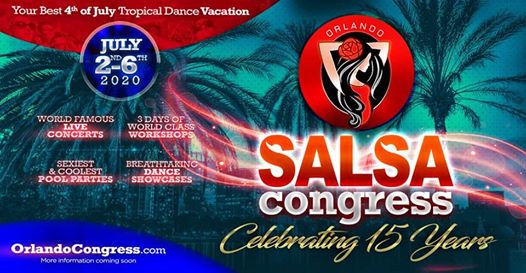 Your Best 4th of July Tropical Dance Vacation
JULY
2ND-6TH
2020
WORLD FAMOUS
LIVE
CONCERTS
3 DAYS OF
WORLD CLASS
WORKSHOPS
SEXIEST
& COOLEST
POOL PARTIES
BREATHTAKING
DANCE
SHOWCASES
OrlandoCongress.com
More information coming soon
ORLANDO
SALSA
congress
Celebrating 15 Years